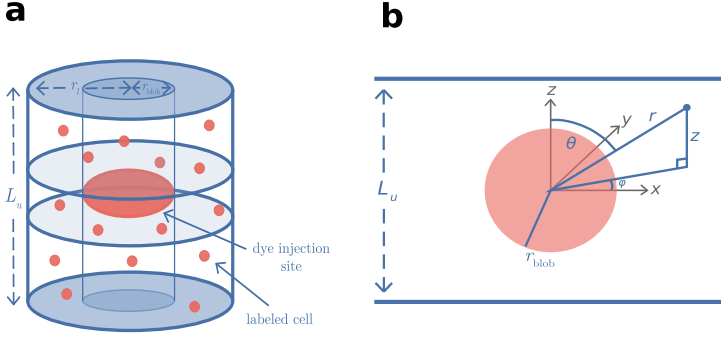 a
b
r_l
r_blob
L_u
dye injection
site
labeled cell
z
y
r
θ
z
φ
x
L_u
r_blob